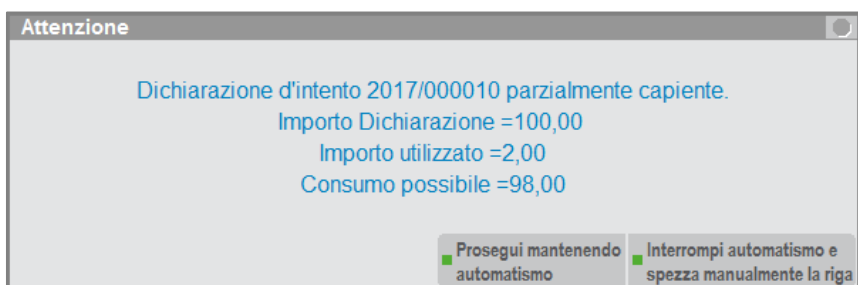 Attenzione
Dichiarazione d'intento 2017/000010 parzialmente capiente.
Importo Dichiarazione =100,00
Importo utilizzato =2,00
Consumo possibile =98,00
Prosegui mantenendo
automatismo
Interrompi automatismo e
spezza manualmente la riga